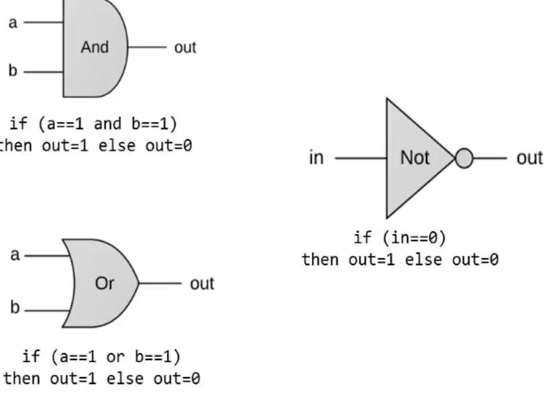 a
And
out
b
if (a==1 and b==1)
then out=1 else out=0
in
Not
out
if (in==0)
then out=1 else out=0
a
Or
out
b
if (a==1 or b==1)
then out=1 else out=0